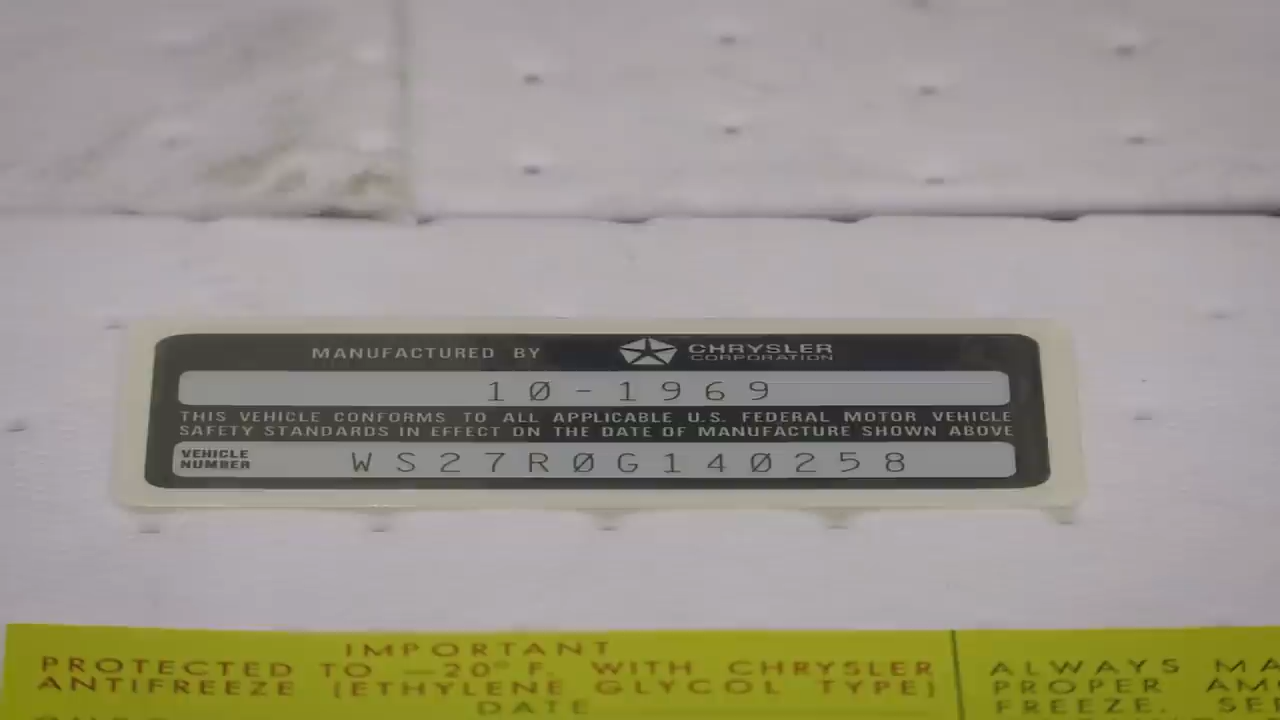 MANUFACTURED BY CHRYSLER CORPORATION
10-1969
THIS VEHICLE CONFORMS TO ALL APPLICABLE U.S. FEDERAL MOTOR VEHICLE
SAFETY STANDARDS IN EFFECT ON THE DATE OF MANUFACTURE SHOWN ABOVE
VEHICLE NUMBER WS27R0G140258
IMPORTANT
PROTECTED TO -20° F. WITH CHRYSLER
ANTIFREEZE (ETHYLENE GLYCOL TYPE)
DATE
ALWAYS MA
PROPER AM
FREEZE. SE